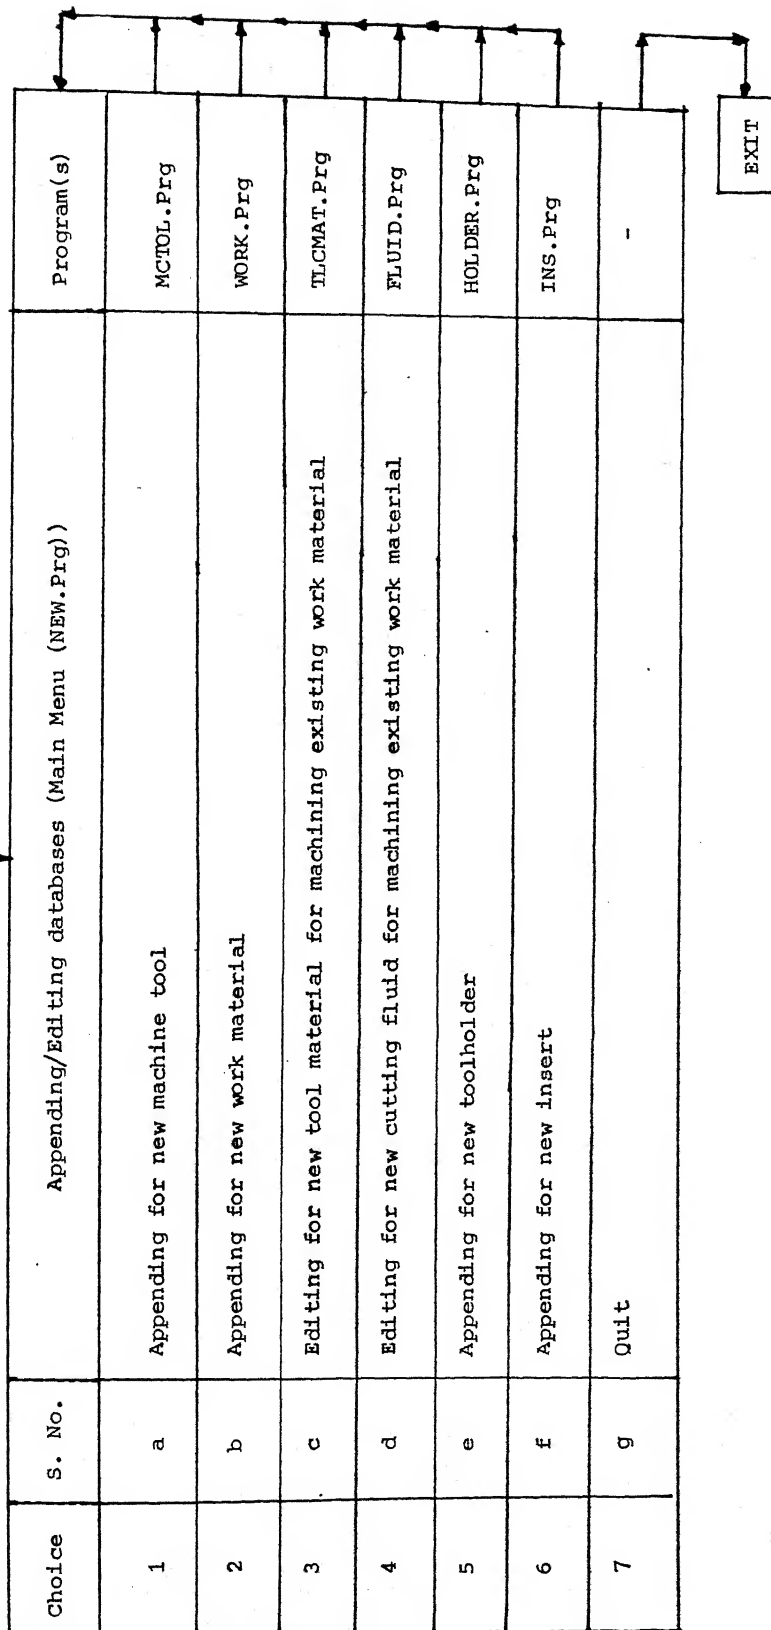 Choice S. No. Appending/Editing databases (Main Menu (NEW.Prg)) Program(s)
1 a Appending for new machine tool MCTOL.Prg
2 b Appending for new work material WORK.Prg
3 c Editing for new tool material for machining existing work material TLCMAT.Prg
4 d Editing for new cutting fluid for machining existing work material FLUID.Prg
5 e Appending for new toolholder HOLDER.Prg
6 f Appending for new insert INS.Prg
7 g Quit -
EXIT